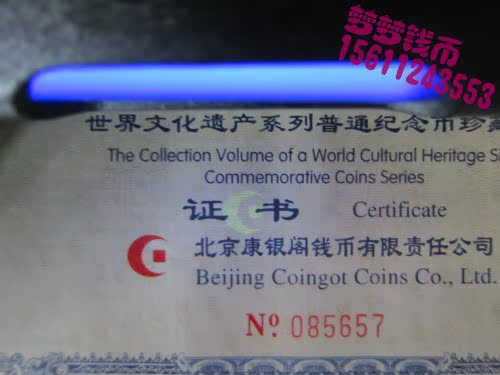 梦梦钱币
15611243553
世界文化遗产系列普通纪念币珍藏
The Collection Volume of a World Cultural Heritage
Commemorative Coins Series
证书 Certificate
北京康银阁钱币有限责任公司
Beijing Coingot Coins Co., Ltd.
Nº 085657